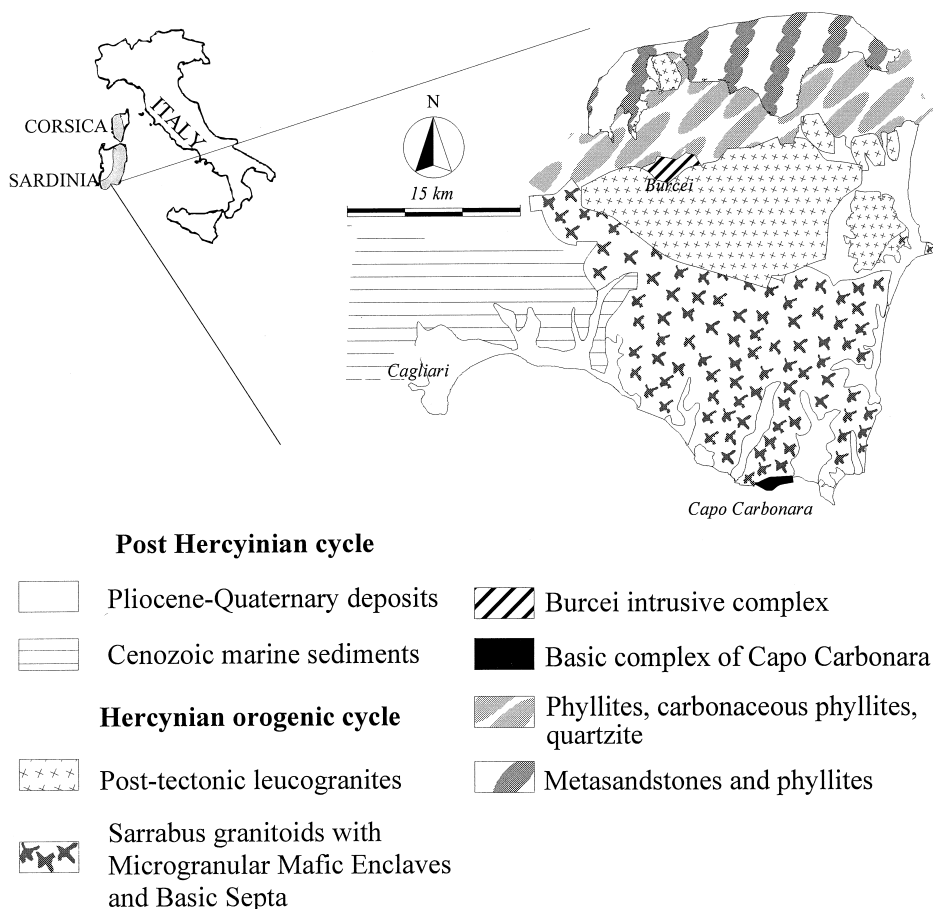 CORSICA
ITALY
SARDINIA
N
15 km
Burcei
Cagliari
Capo Carbonara
Post Hercyinian cycle
Pliocene-Quaternary deposits
Cenozoic marine sediments
Hercynian orogenic cycle
Post-tectonic leucogranites
Sarrabus granitoids with
Microgranular Mafic Enclaves
and Basic Septa
Burcei intrusive complex
Basic complex of Capo Carbonara
Phyllites, carbonaceous phyllites,
quartzite
Metasandstones and phyllites